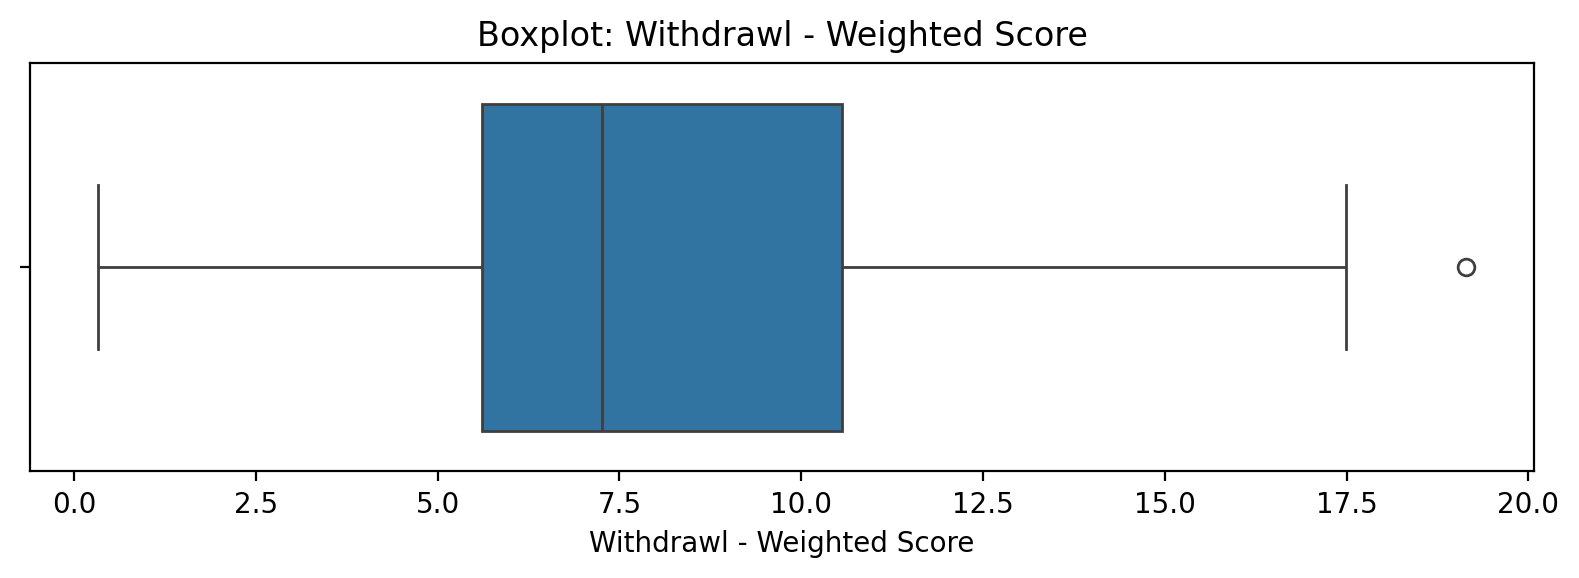 Boxplot: Withdrawl - Weighted Score
0.0 2.5 5.0 7.5 10.0 12.5 15.0 17.5 20.0
Withdrawl - Weighted Score